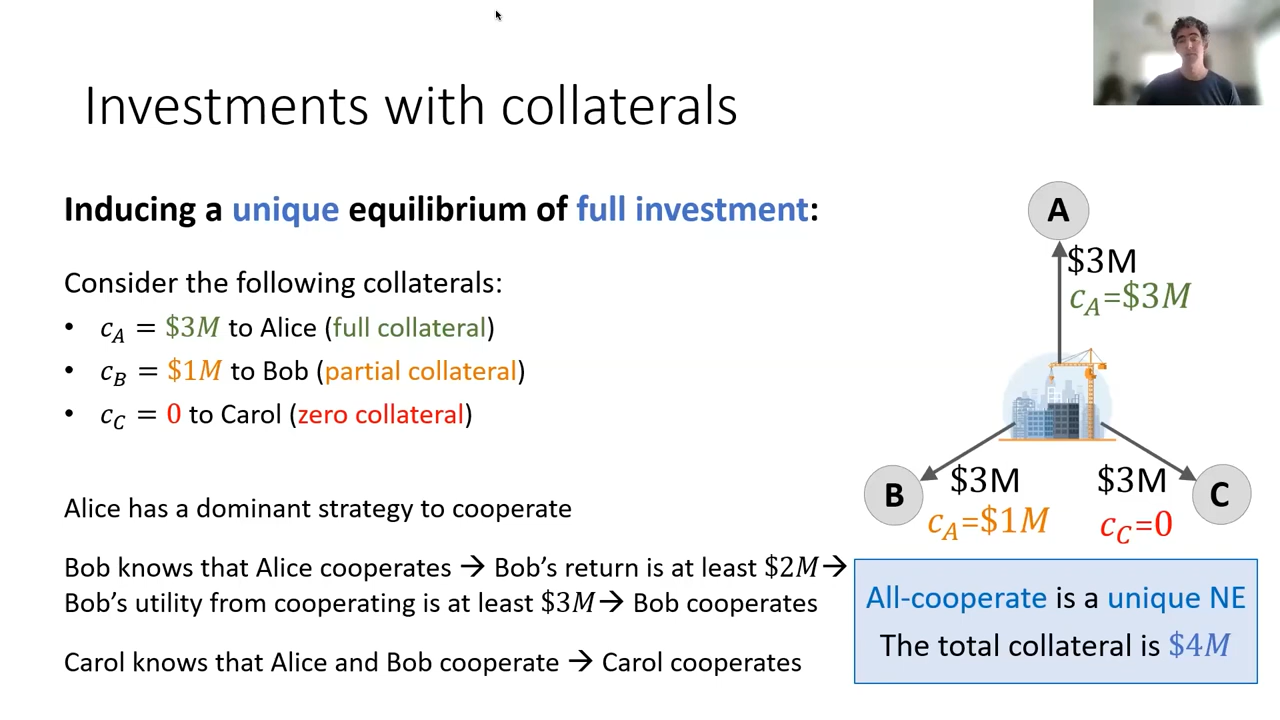 Investments with collaterals
Inducing a unique equilibrium of full investment:
Consider the following collaterals:
• c_A = $3M to Alice (full collateral)
• c_B = $1M to Bob (partial collateral)
• c_C = 0 to Carol (zero collateral)
Alice has a dominant strategy to cooperate
Bob knows that Alice cooperates → Bob's return is at least $2M→
Bob's utility from cooperating is at least $3M→ Bob cooperates
Carol knows that Alice and Bob cooperate → Carol cooperates
A
$3M
c_A=$3M
B
$3M
c_A=$1M
$3M
c_C=0
C
All-cooperate is a unique NE
The total collateral is $4M